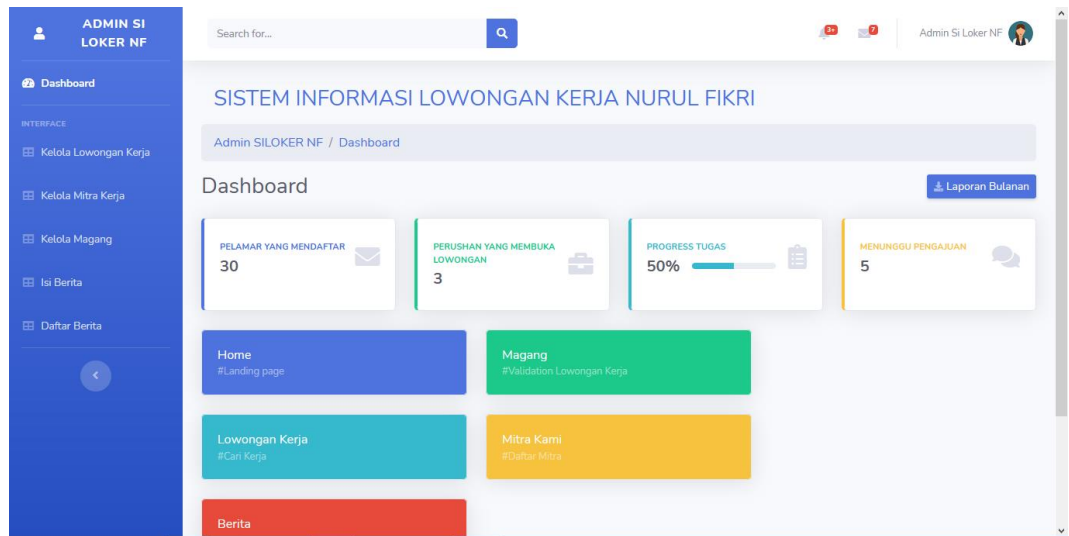 ADMIN SI
LOKER NF
Dashboard
INTERFACE
Kelola Lowongan Kerja
Kelola Mitra Kerja
Kelola Magang
Isi Berita
Daftar Berita
Search for...
3+
7
Admin Si Loker NF
SISTEM INFORMASI LOWONGAN KERJA NURUL FIKRI
Admin SILOKER NF / Dashboard
Dashboard
Laporan Bulanan
PELAMAR YANG MENDAFTAR
30
PERUSHAN YANG MEMBUKA
LOWONGAN
3
PROGRESS TUGAS
50%
MENUNGGU PENGAJUAN
5
Home
#Landing page
Magang
#Validation Lowongan Kerja
Lowongan Kerja
#Cari Kerja
Mitra Kami
#Daftar Mitra
Berita